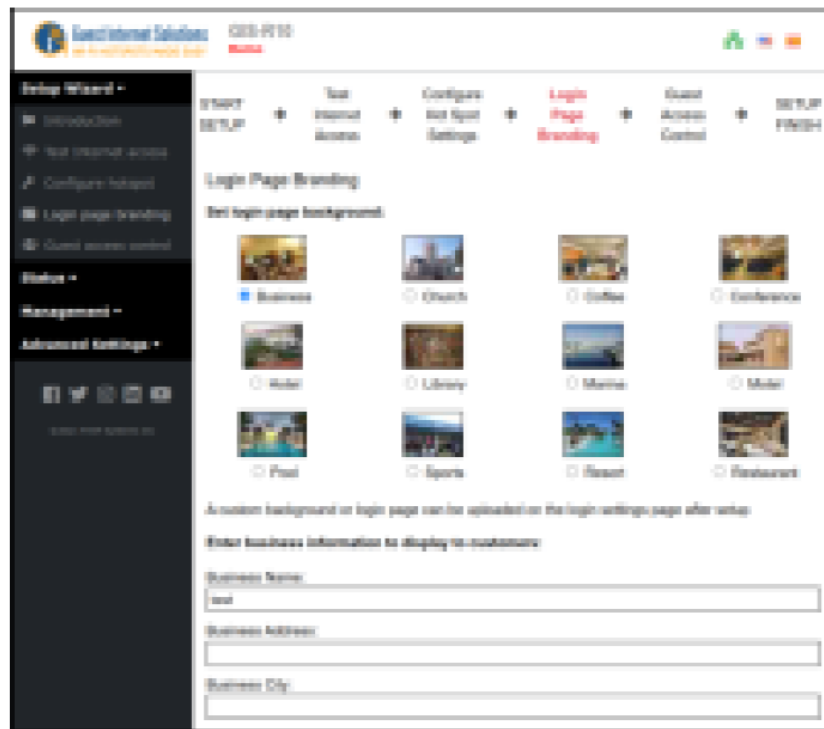 Guest Internet Solutions
GIS-R10
Setup Wizard
Introduction
Test internet access
Configure hotspot
Login page branding
Guest access control
Status
Management
Advanced Settings
START SETUP
Test Internet Access
Configure Hot Spot Settings
Login Page Branding
Guest Access Control
SETUP FINISH
Login Page Branding
Set login page background:
Business
Church
Coffee
Conference
Hotel
Library
Marina
Motel
Pool
Sports
Resort
Restaurant
A custom background or login page can be uploaded on the login settings page after setup
Enter business information to display to customers:
Business Name:
test
Business Address:
Business City: